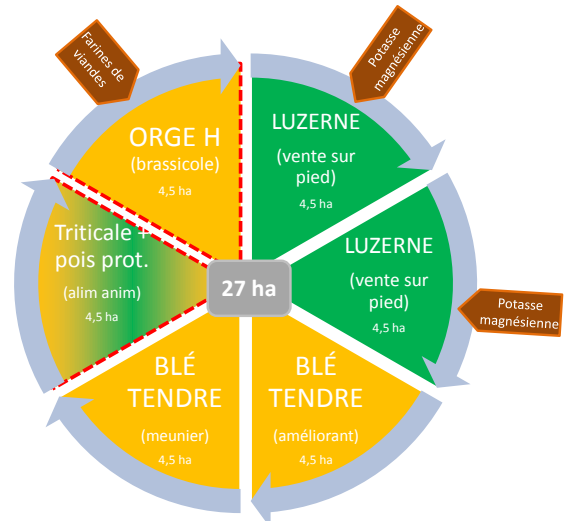 Farines de
viandes
Potasse
magnésienne
ORGE H
(brassicole)
4,5 ha
LUZERNE
(vente sur
pied)
4,5 ha
Triticale +
pois prot.
(alim anim)
4,5 ha
LUZERNE
(vente sur
pied)
4,5 ha
27 ha
Potasse
magnésienne
BLÉ
TENDRE
(meunier)
4,5 ha
BLÉ
TENDRE
(améliorant)
4,5 ha